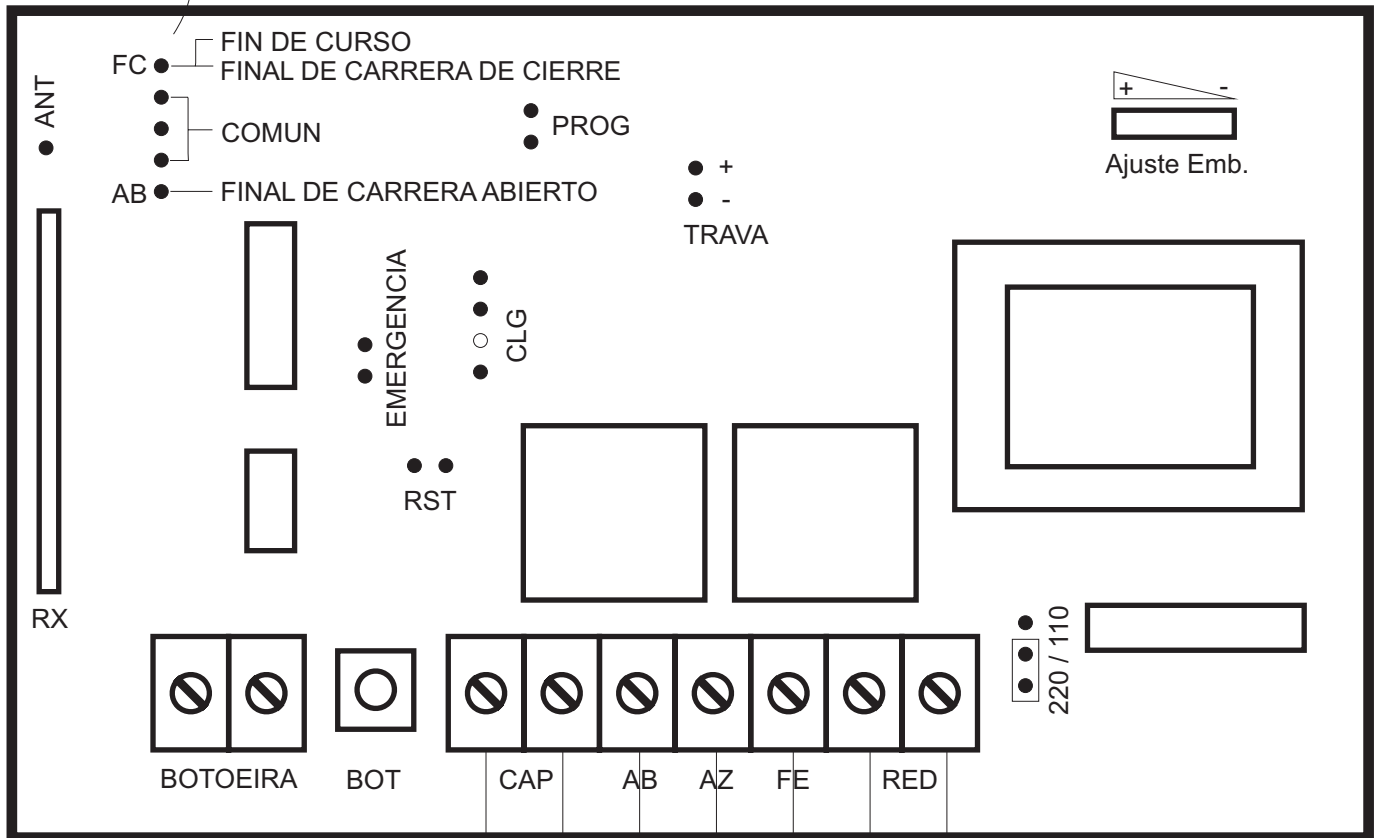 FIN DE CURSO
FC
FINAL DE CARRERA DE CIERRE
ANT
COMUN
PROG
AB
FINAL DE CARRERA ABIERTO
+ -
Ajuste Emb.
+
-
TRAVA
EMERGENCIA
CLG
RST
RX
220 / 110
BOTOEIRA
BOT
CAP
AB
AZ
FE
RED